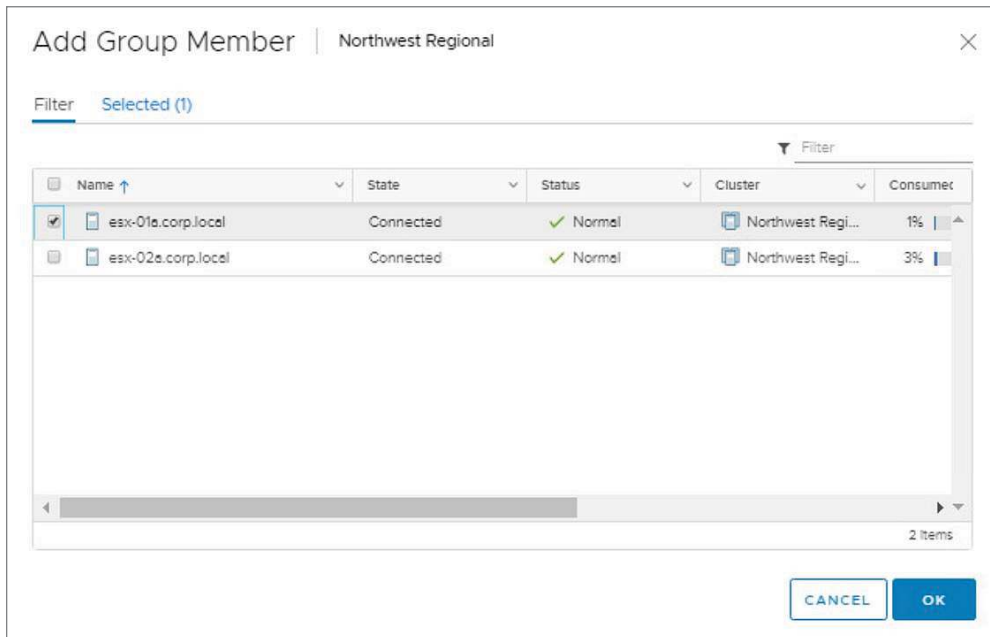 Add Group Member | Northwest Regional
Filter Selected (1)
Filter
Name State Status Cluster Consumed
esx-01a.corp.local Connected Normal Northwest Regi... 1%
esx-02a.corp.local Connected Normal Northwest Regi... 3%
2 Items
CANCEL OK